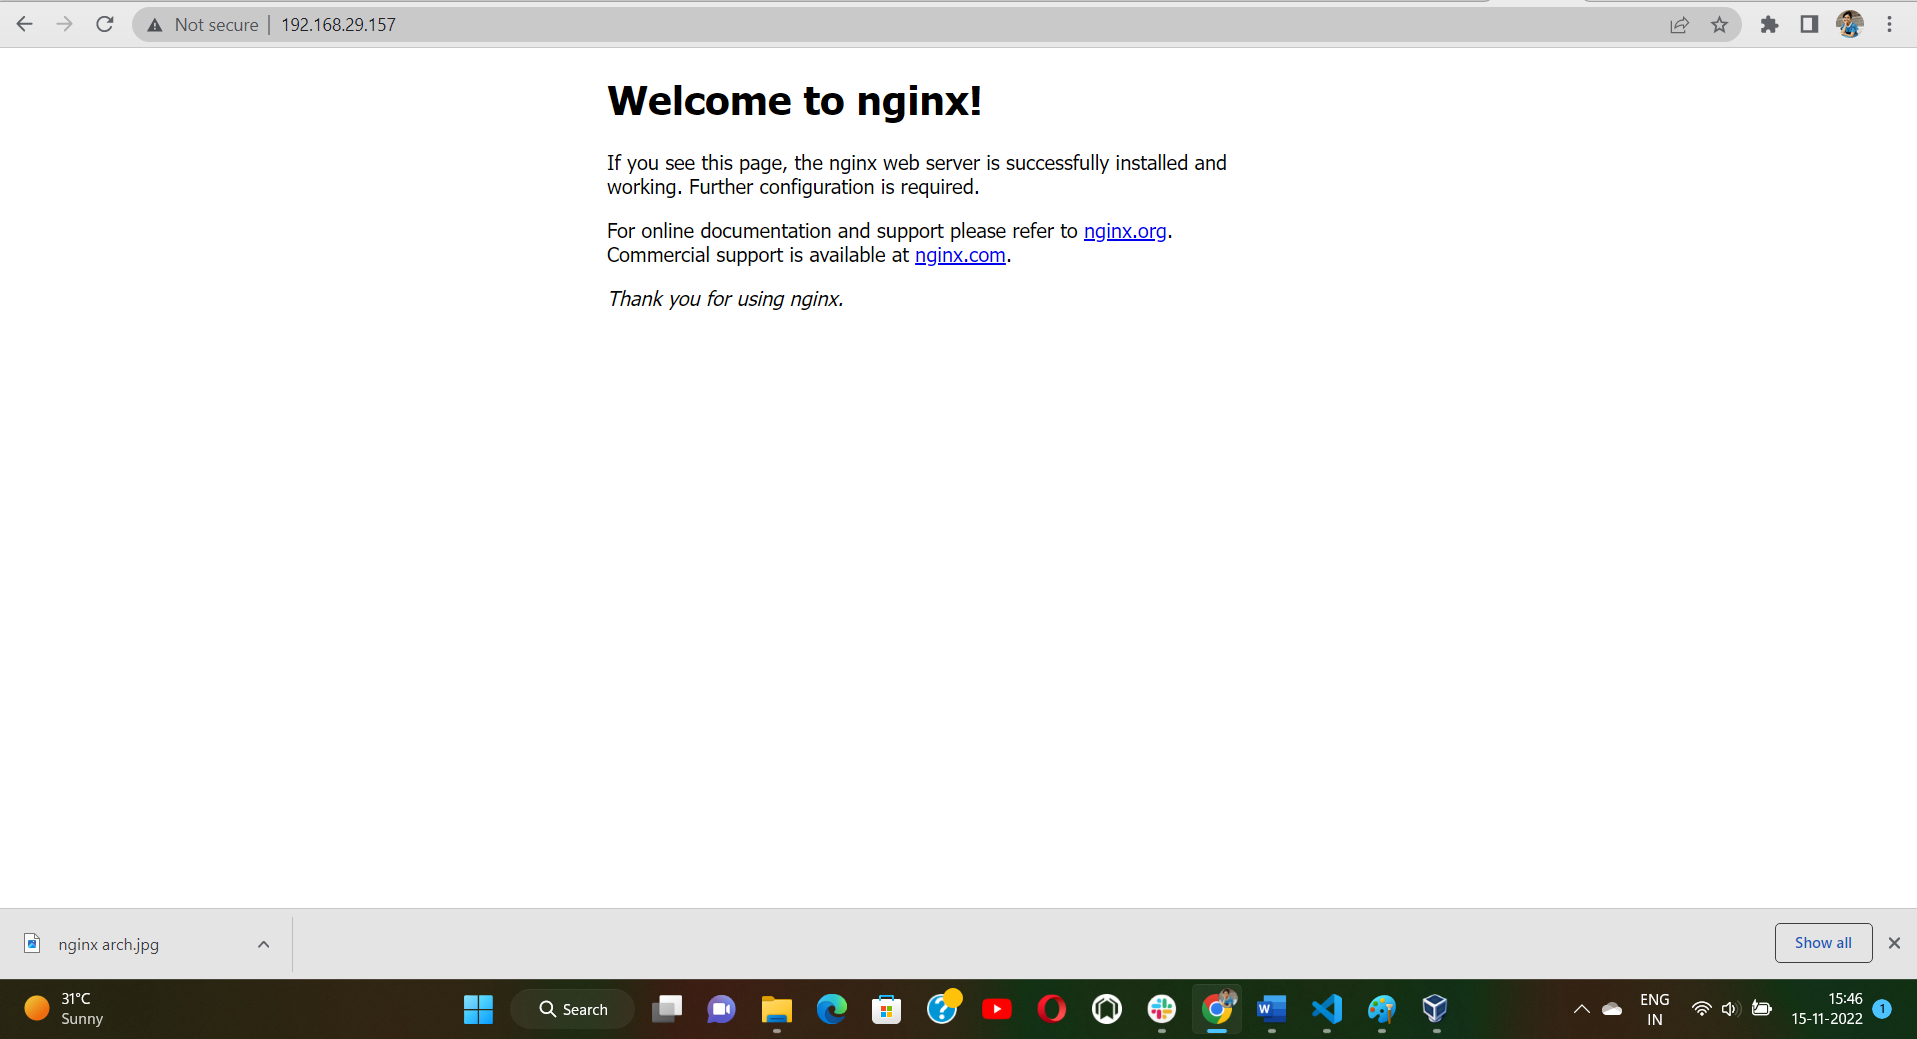 Not secure | 192.168.29.157
Welcome to nginx!
If you see this page, the nginx web server is successfully installed and
working. Further configuration is required.
For online documentation and support please refer to nginx.org.
Commercial support is available at nginx.com.
Thank you for using nginx.
nginx arch.jpg
Show all
31°C
Sunny
Search
W
ENG
IN
15:46
15-11-2022
1